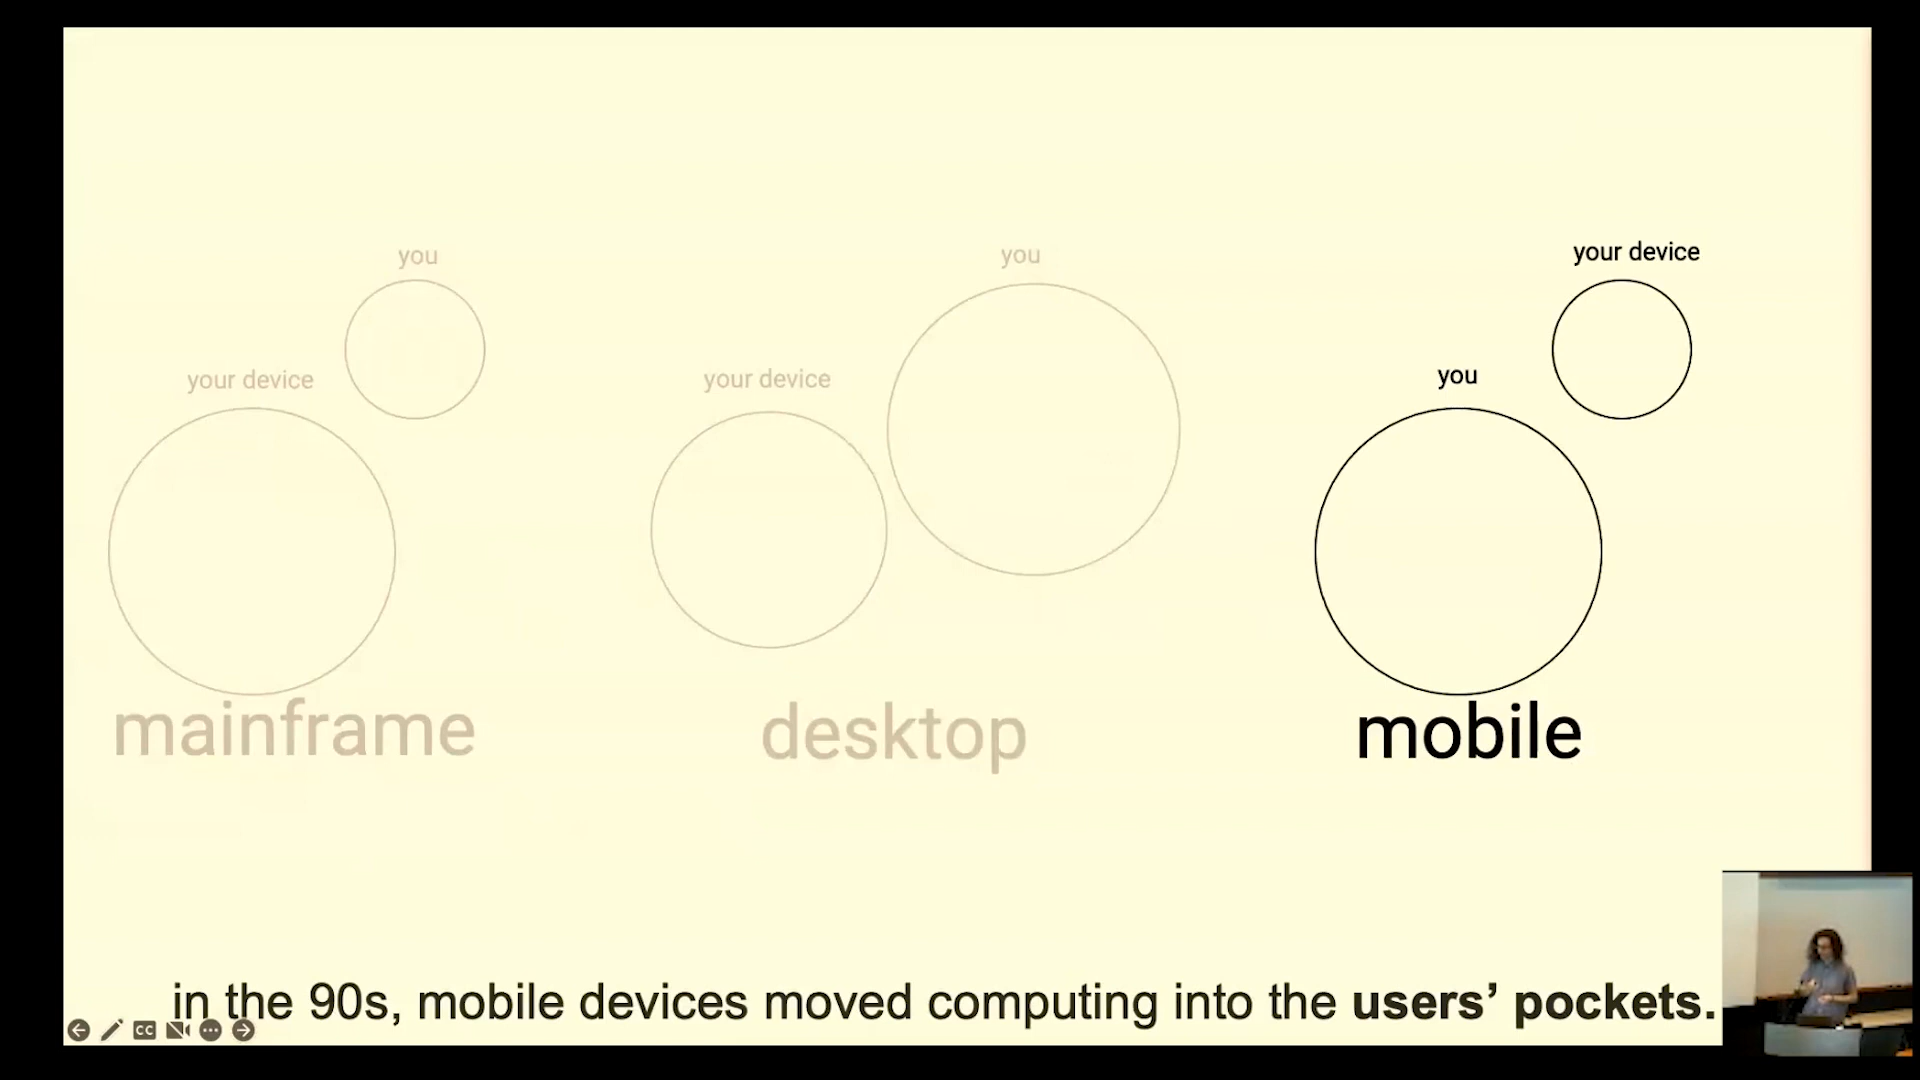 you
your device
mainframe
you
your device
desktop
your device
you
mobile
in the 90s, mobile devices moved computing into the users’ pockets.
CC